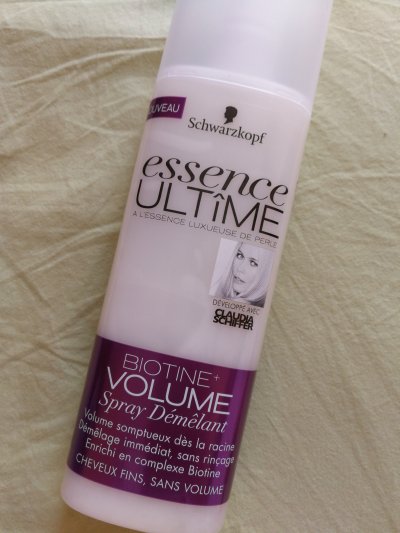 Schwarzkopf
essence
ULTÎME
A L'ESSENCE LUXUEUSE DE PERLE
DÉVELOPPÉ AVEC
CLAUDIA
SCHIFFER
BIOTINE+
VOLUME
Spray Démêlant
Volume somptueux dès la racine
Démêlage immédiat, sans rinçage
Enrichi en complexe Biotine
CHEVEUX FINS, SANS VOLUME